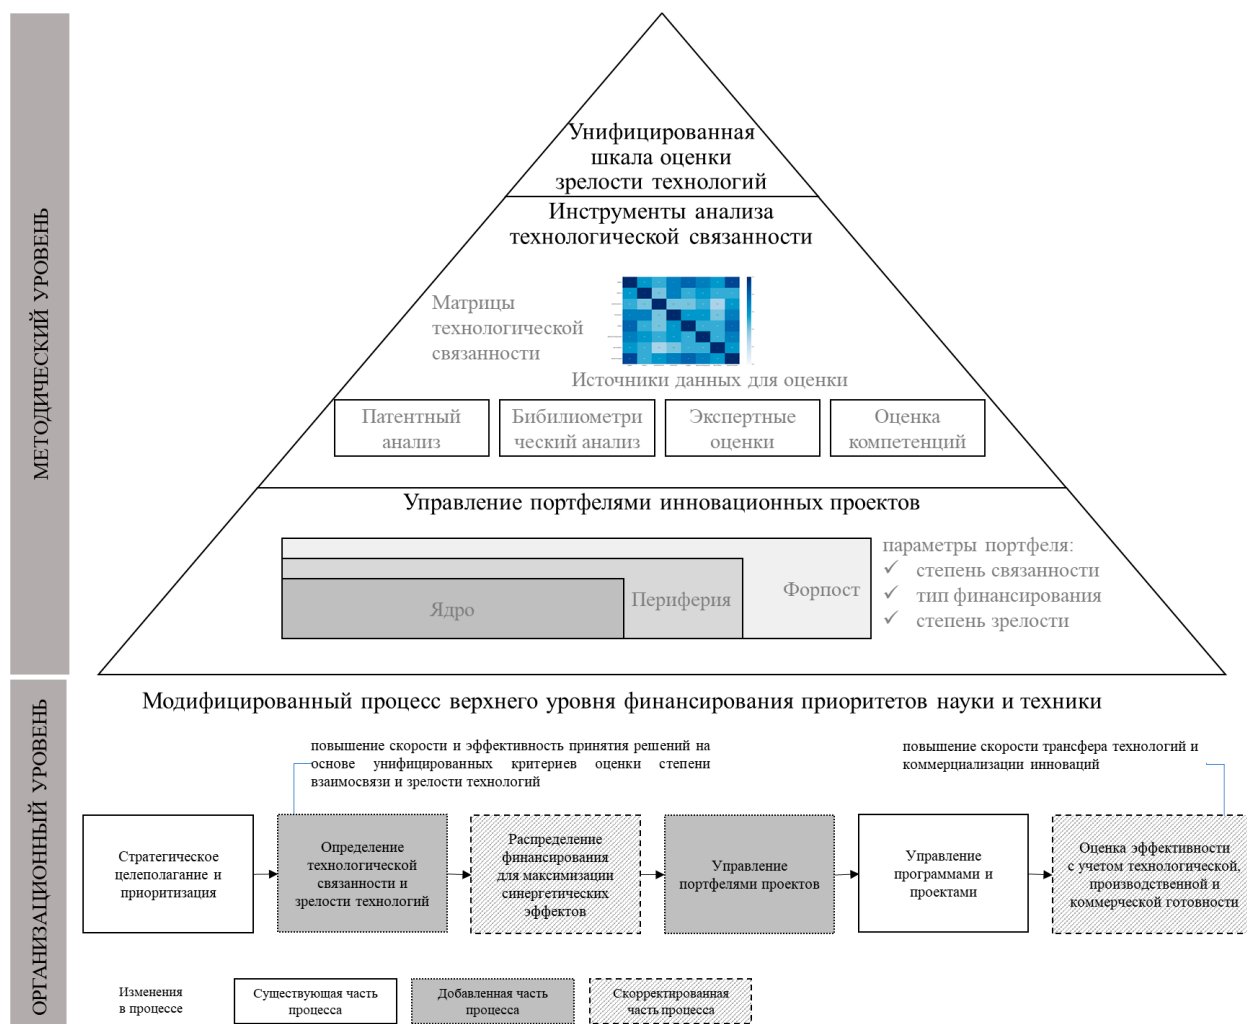 МЕТОДИЧЕСКИЙ УРОВЕНЬ
Унифицированная
шкала оценки
зрелости технологий
Инструменты анализа
технологической связанности
Матрицы
технологической
связанности
Источники данных для оценки
Патентный
анализ
Бибилиометри
ческий анализ
Экспертные
оценки
Оценка
компетенций
Управление портфелями инновационных проектов
Ядро
Периферия
Форпост
параметры портфеля:
✓ степень связанности
✓ тип финансирования
✓ степень зрелости
ОРГАНИЗАЦИОННЫЙ УРОВЕНЬ
Модифицированный процесс верхнего уровня финансирования приоритетов науки и техники
повышение скорости и эффективность принятия решений на
основе унифицированных критериев оценки степени
взаимосвязи и зрелости технологий
повышение скорости трансфера технологий и
коммерциализации инноваций
Стратегическое
целеполагание и
приоритизация
Определение
технологической
связанности и
зрелости технологий
Распределение
финансирования
для максимизации
синергетических
эффектов
Управление
портфелями проектов
Управление
программами и
проектами
Оценка эффективности
с учетом технологической,
производственной и
коммерческой готовности
Изменения
в процессе
Существующая часть
процесса
Добавленная часть
процесса
Скорректированная
часть процесса